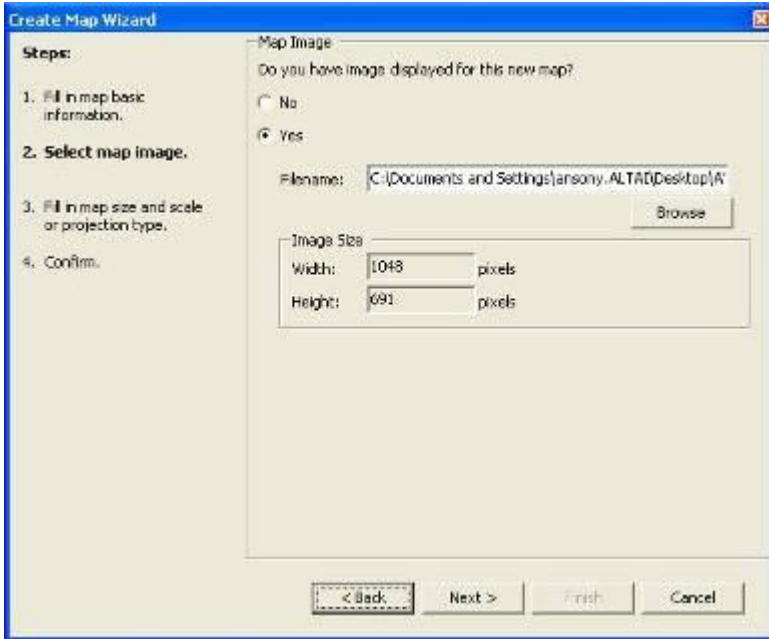 Create Map Wizard
Steps:
1. Fill in map basic
information.
2. Select map image.
3. Fill in map size and scale
or projection type.
4. Confirm.
Map Image
Do you have image displayed for this new map?
No
Yes
Filename: C:\Documents and Settings\ansony.ALTAI\Desktop\A
Browse
Image Size
Width: 1048 pixels
Height: 691 pixels
< Back Next > Finish Cancel